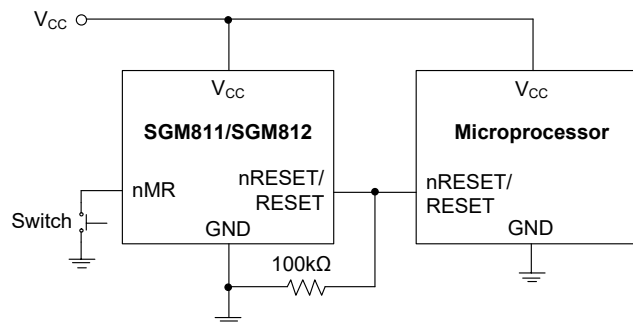 VCC
VCC
SGM811/SGM812
nMR
nRESET/
RESET
GND
Switch
100kΩ
VCC
Microprocessor
nRESET/
RESET
GND